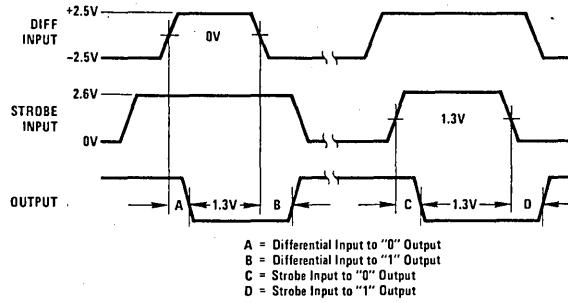 DIFF
INPUT
+2.5V
0V
−2.5V
STROBE
INPUT
2.6V
0V
1.3V
OUTPUT
A
1.3V
B
C
1.3V
D
A = Differential Input to "0" Output
B = Differential Input to "1" Output
C = Strobe Input to "0" Output
D = Strobe Input to "1" Output